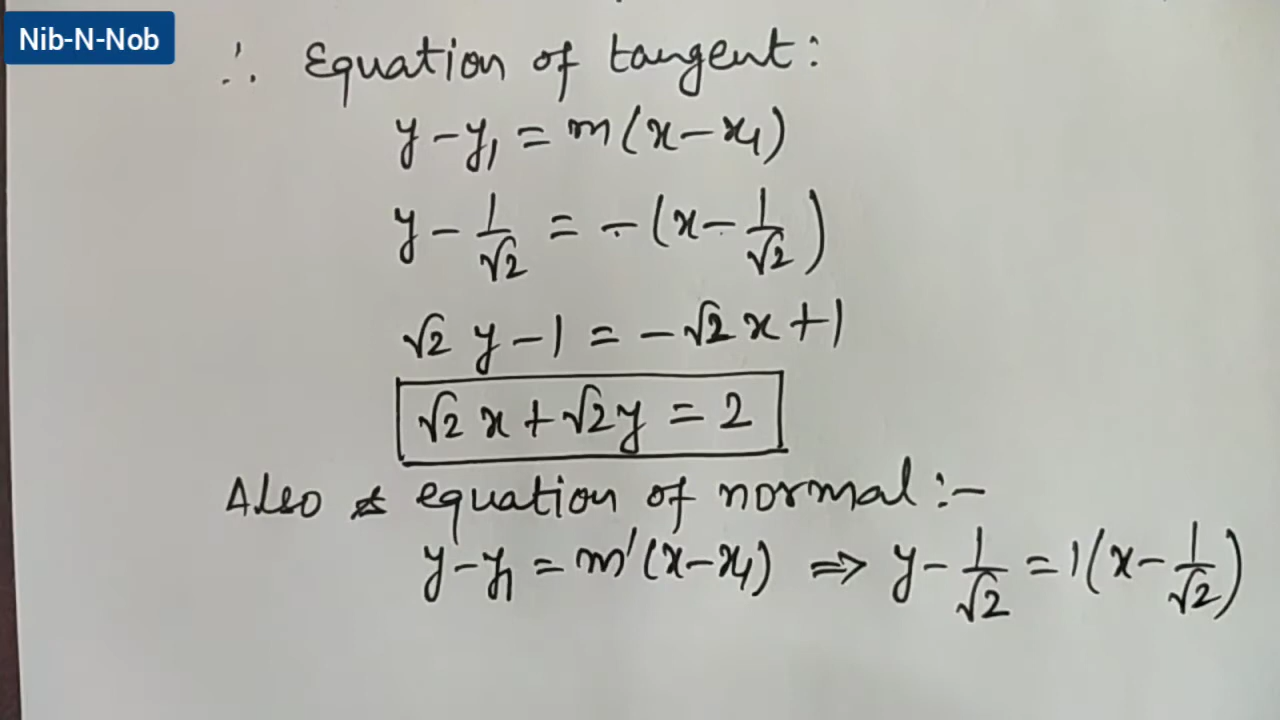 Nib-N-Nob
∴ Equation of tangent:
y - y₁ = m(x - x₁)
y - 1/√2 = -(x - 1/√2)
√2 y - 1 = -√2 x + 1
√2 x + √2 y = 2
Also equation of normal :-
y - y₁ = m'(x - x₁) ⇒ y - 1/√2 = 1(x - 1/√2)